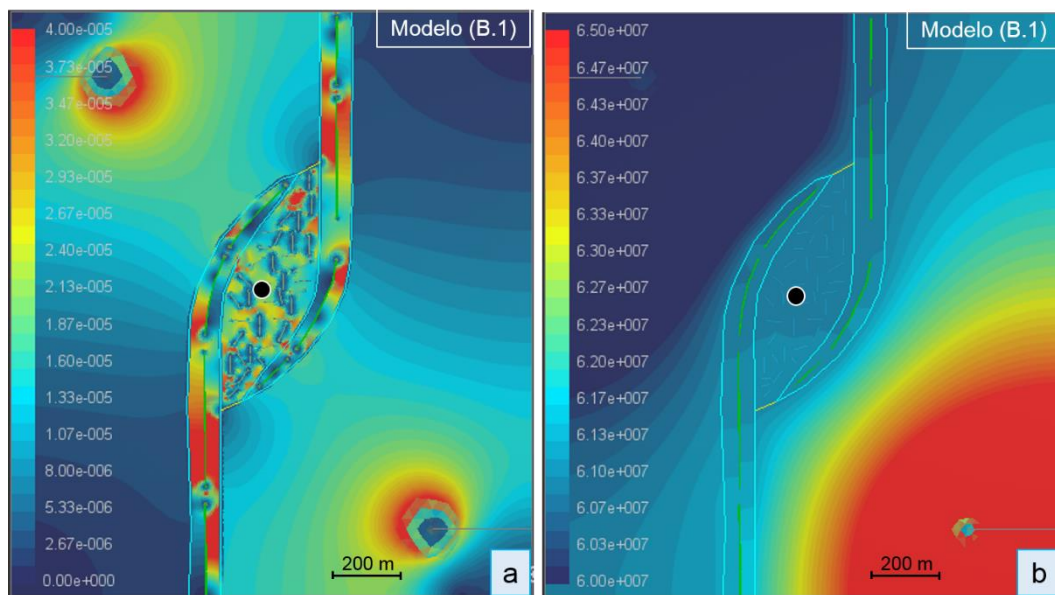 Modelo (B.1)
4.00e-005
3.73e-005
3.47e-005
3.20e-005
2.93e-005
2.67e-005
2.40e-005
2.13e-005
1.87e-005
1.60e-005
1.33e-005
1.07e-005
8.00e-006
5.33e-006
2.67e-006
0.00e+000
200 m
a
Modelo (B.1)
6.50e+007
6.47e+007
6.43e+007
6.40e+007
6.37e+007
6.33e+007
6.30e+007
6.27e+007
6.23e+007
6.20e+007
6.17e+007
6.13e+007
6.10e+007
6.07e+007
6.03e+007
6.00e+007
200 m
b